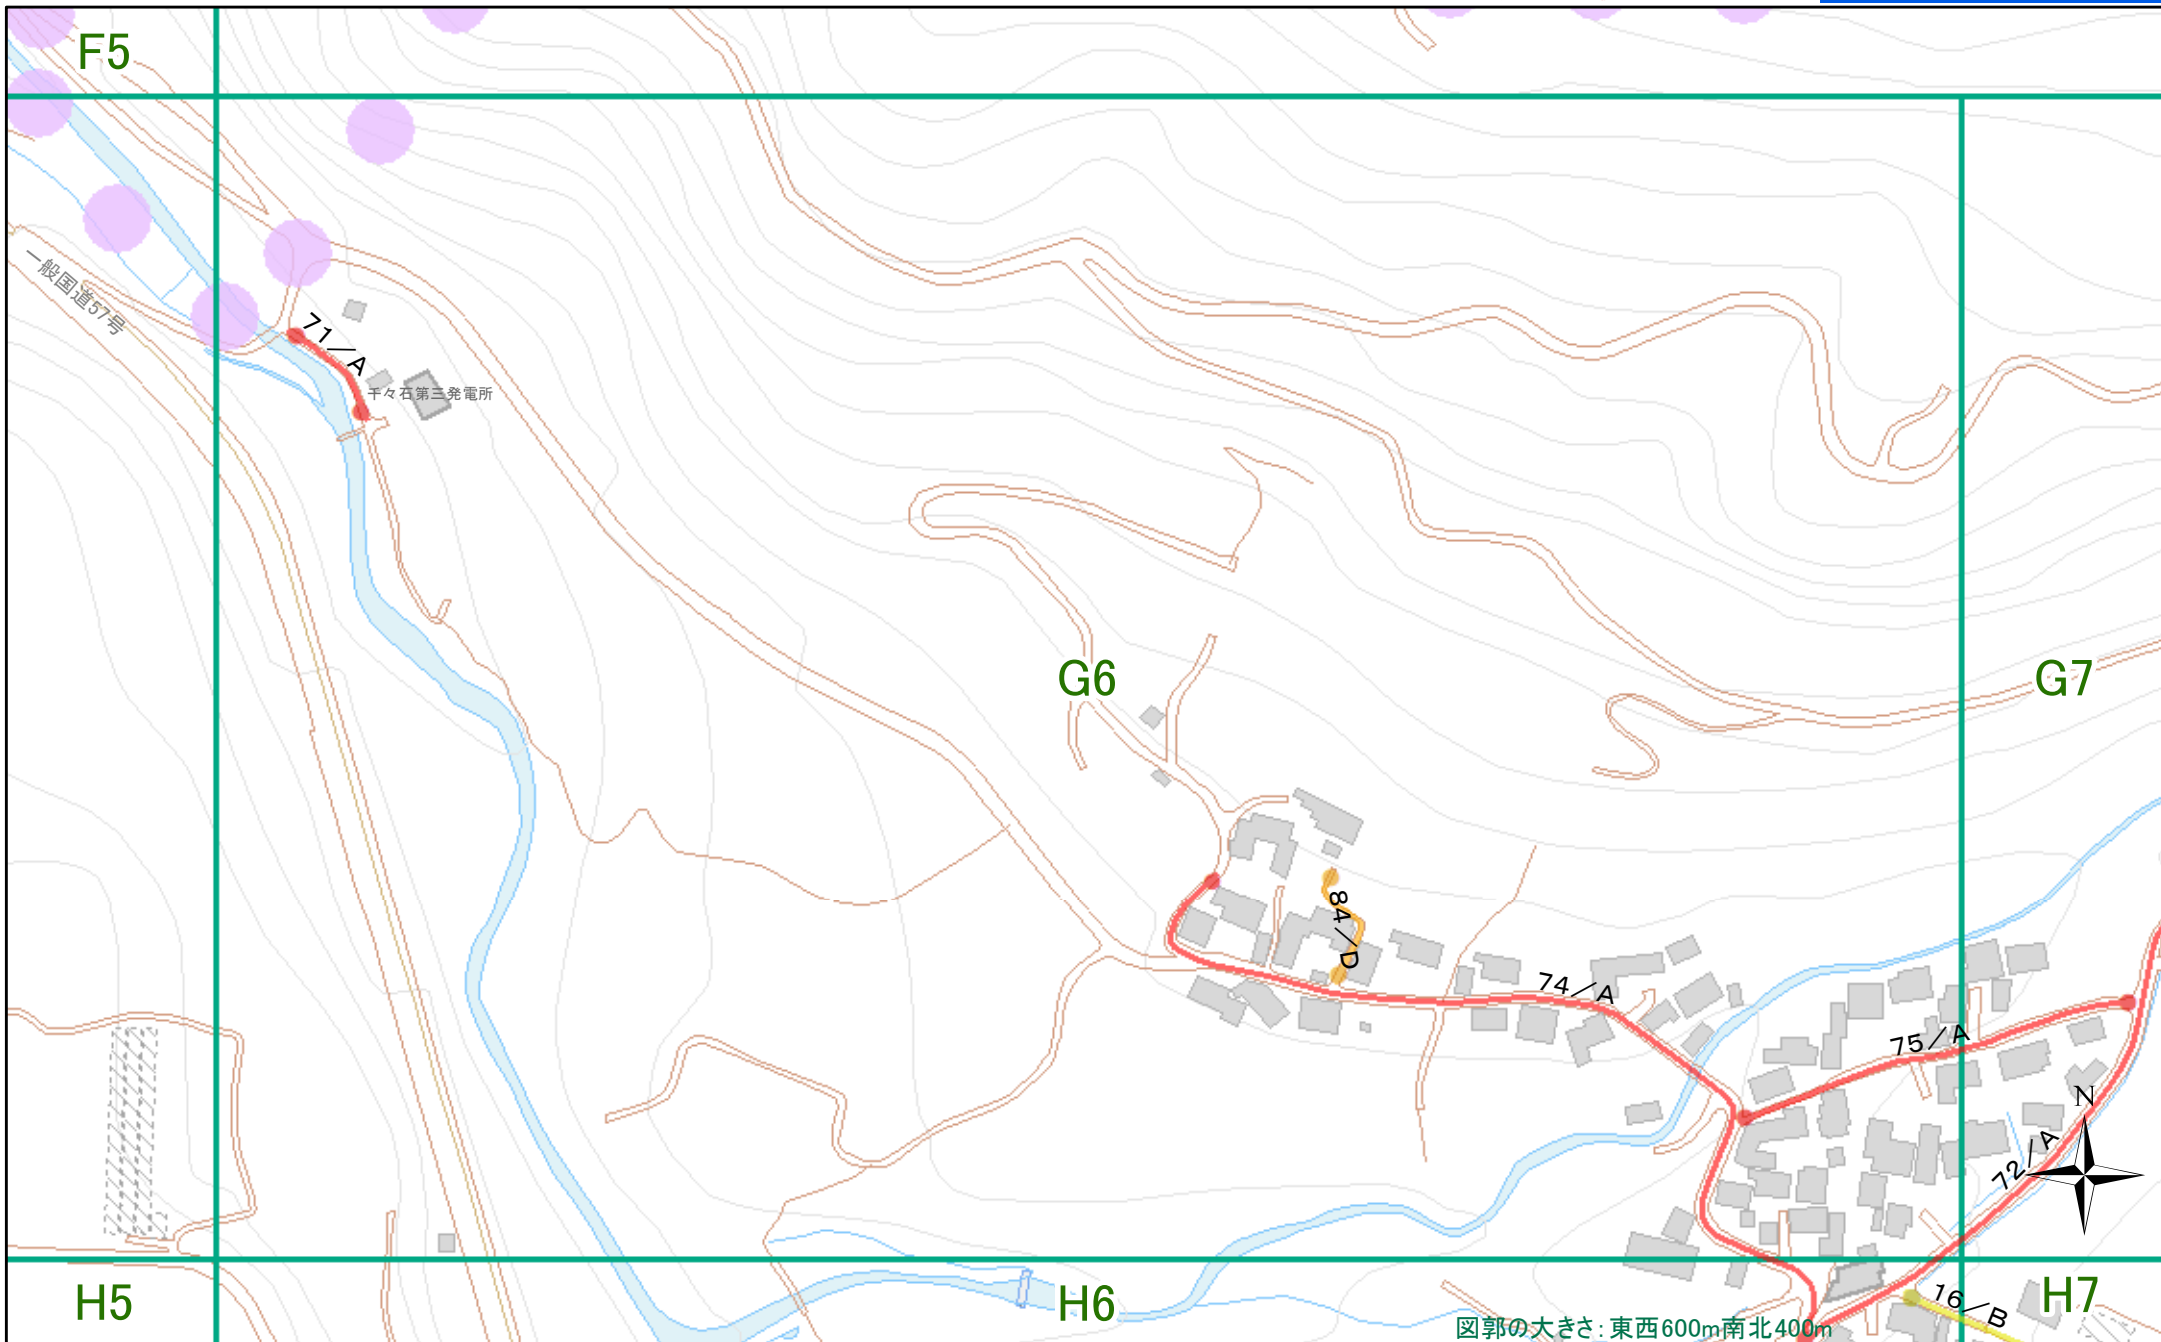 F5
一般国道57号
71／A
千々石第三発電所
G6
G7
84／D
74／A
75／A
N
72／A
H5
H6
16／B
H7
図郭の大きさ：東西600m南北400m